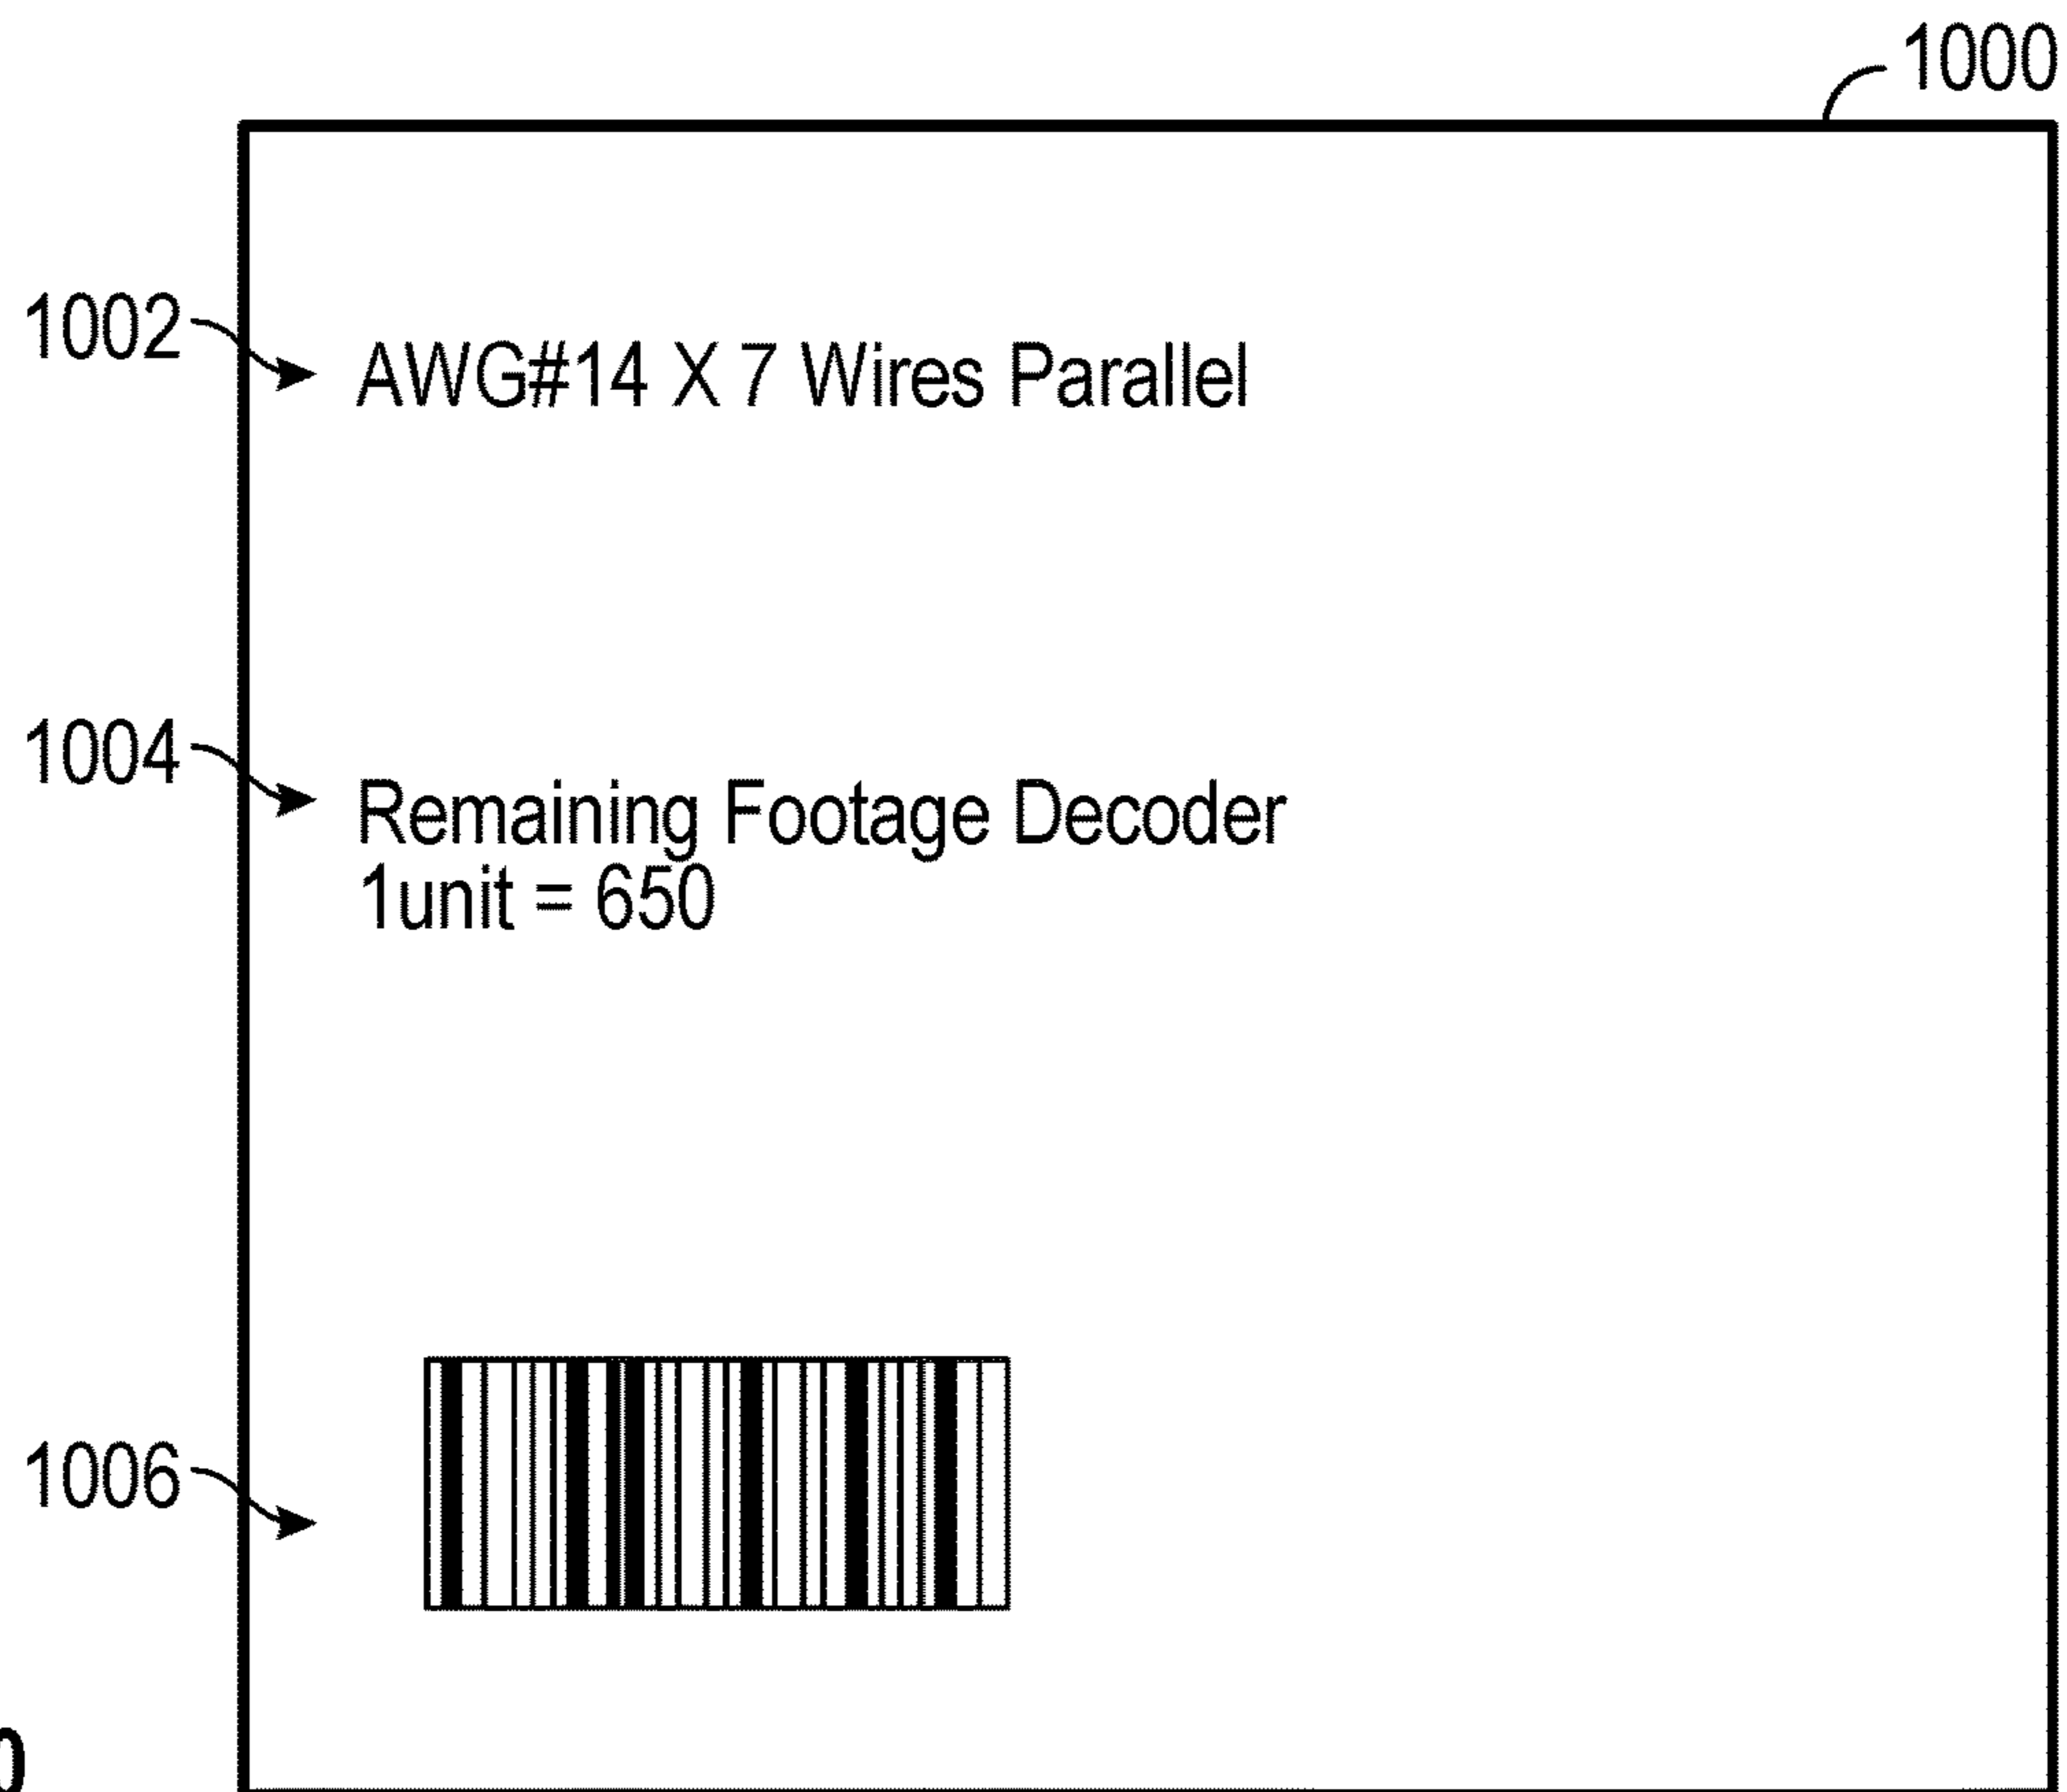 1000
1002
AWG#14 X 7 Wires Parallel
1004
Remaining Footage Decoder
1unit = 650
1006